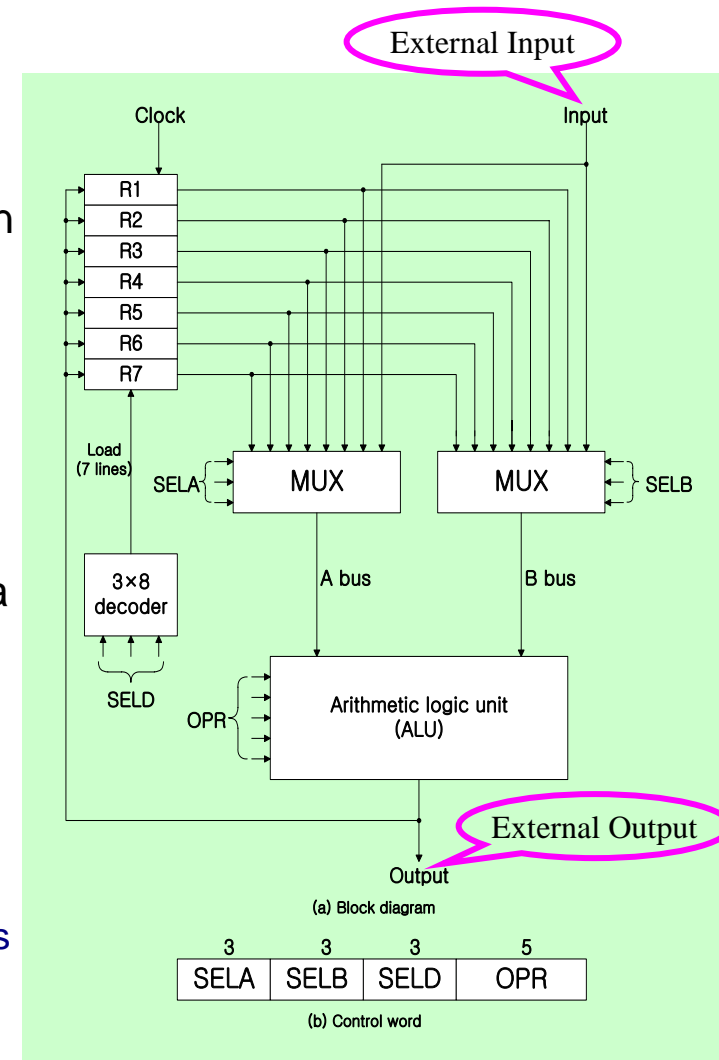 External Input
Clock
Input
R1
R2
R3
R4
R5
R6
R7
Load
(7 lines)
SELA
MUX
MUX
SELB
A bus
B bus
3×8
decoder
SELD
OPR
Arithmetic logic unit
(ALU)
External Output
Output
(a) Block diagram
3 3 3 5
SELA SELB SELD OPR
(b) Control word
n
a
s